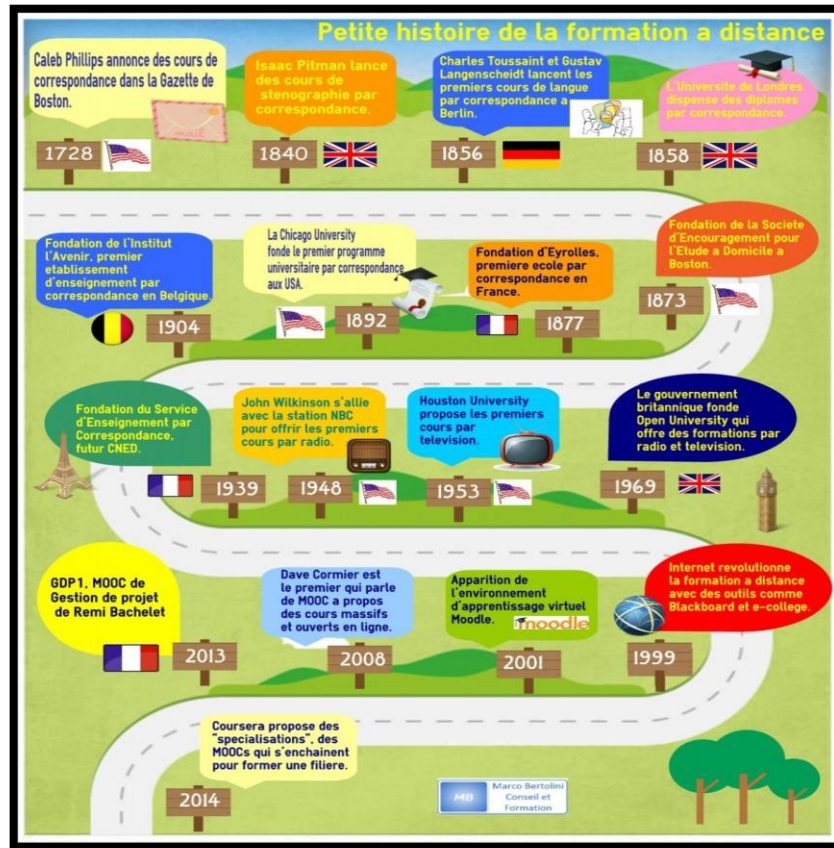 Petite histoire de la formation a distance
Caleb Phillips annonce des cours de
correspondance dans la Gazette de
Boston.
mail
1728
Isaac Pitman lance
des cours de
stenographie par
correspondance.
1840
Charles Toussaint et Gustav
Langenscheidt lancent les
premiers cours de langue
par correspondance a
Berlin.
1856
L'Universite de Londres
dispense des diplomes
par correspondance.
1858
Fondation de la Societe
d'Encouragement pour
l'Etude a Domicile a
Boston.
1873
Fondation d'Eyrolles,
premiere ecole par
correspondance en
France.
1877
La Chicago University
fonde le premier programme
universitaire par correspondance
aux USA.
1892
Fondation de l'Institut
l'Avenir, premier
etablissement
d'enseignement par
correspondance en Belgique.
1904
Fondation du Service
d'Enseignement par
Correspondance,
futur CNED.
1939
John Wilkinson s'allie
avec la station NBC
pour offrir les premiers
cours par radio.
1948
Houston University
propose les premiers
cours par
television.
1953
Le gouvernement
britannique fonde
Open University qui
offre des formations par
radio et television.
1969
Internet revolutionne
la formation a distance
avec des outils comme
Blackboard et e-college.
1999
Apparition de
l'environnement
d'apprentissage virtuel
Moodle.
moodle
2001
Dave Cormier est
le premier qui parle
de MOOC a propos
des cours massifs
et ouverts en ligne.
2008
GDP1, MOOC de
Gestion de projet
de Remi Bachelet
2013
Coursera propose des
"specialisations", des
MOOCs qui s'enchainent
pour former une filiere.
2014
MB
Marco Bertolini
Conseil et
Formation